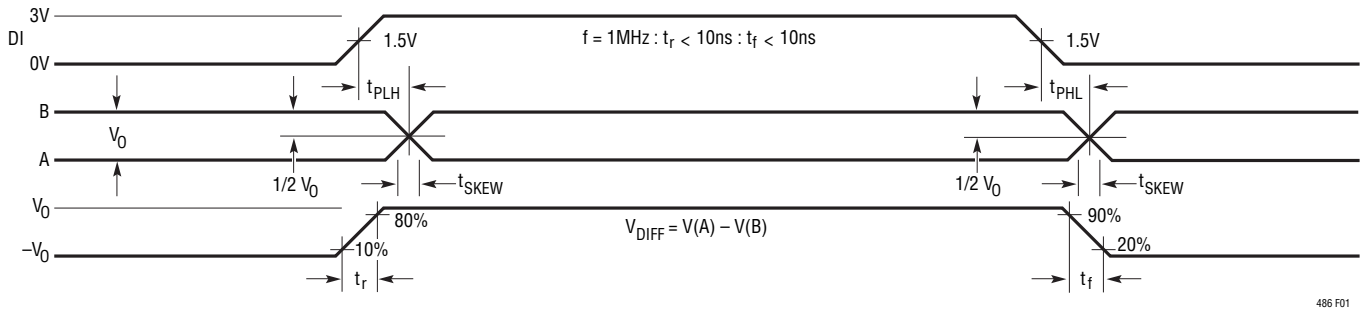 3V
DI
0V
1.5V
f = 1MHz : tr < 10ns : tf < 10ns
1.5V
tPLH
tPHL
B
VO
A
1/2 VO
tSKEW
1/2 VO
tSKEW
VO
–VO
80%
10%
VDIFF = V(A) – V(B)
90%
20%
tr
tf
486 F01